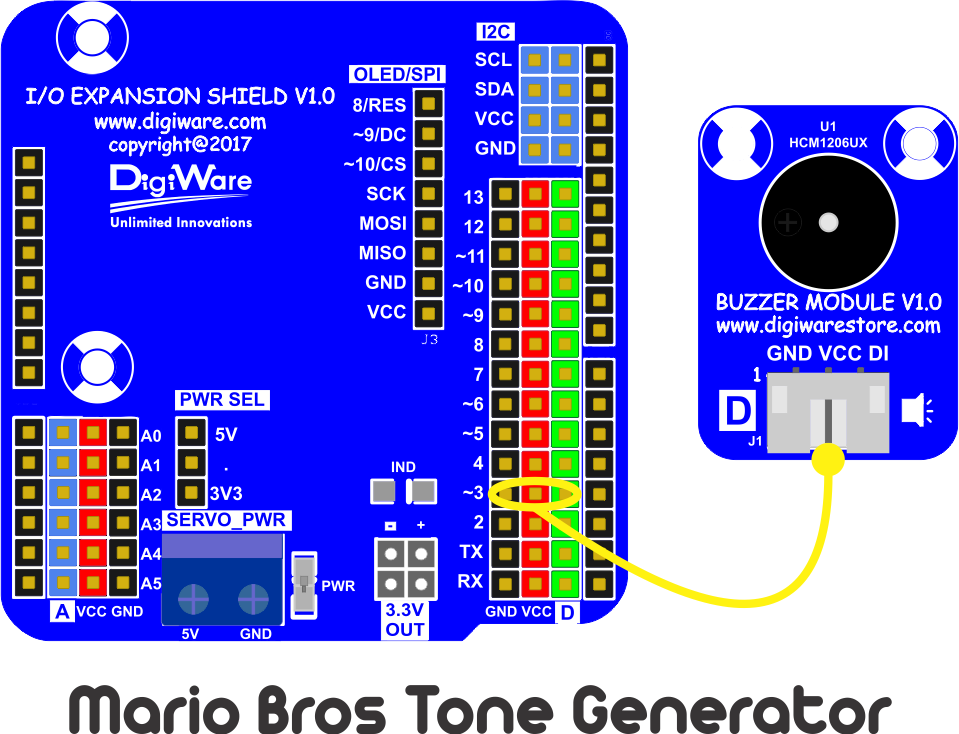 I2C
SCL
SDA
VCC
GND
OLED/SPI
8/RES
~9/DC
~10/CS
SCK
MOSI
MISO
GND
VCC
J3
I/O EXPANSION SHIELD V1.0
www.digiware.com
copyright@2017
DigiWare
Unlimited Innovations
13
12
~11
~10
~9
8
7
~6
~5
4
~3
2
TX
RX
GND VCC D
PWR SEL
5V
.
3V3
A0
A1
A2
A3
A4
A5
A VCC GND
SERVO_PWR
5V GND
PWR
IND
- +
3.3V
OUT
U1
HCM1206UX
BUZZER MODULE V1.0
www.digiwarestore.com
GND VCC DI
1
D
J1
Mario Bros Tone Generator